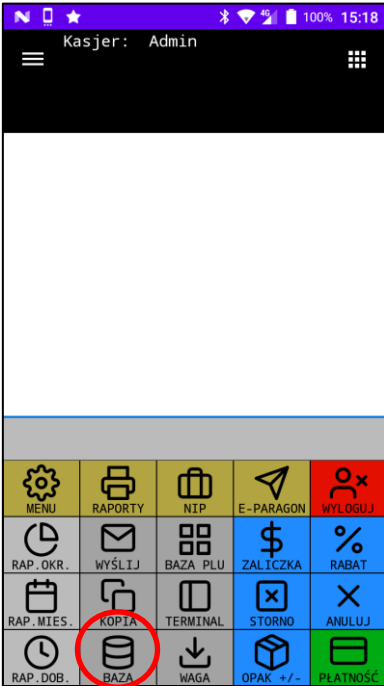 100% 15:18
Kasjer: Admin
MENU RAPORTY NIP E-PARAGON WYLOGUJ
RAP.OKR. WYŚLIJ BAZA PLU ZALICZKA RABAT
RAP.MIES. KOPIA TERMINAL STORNO ANULUJ
RAP.DOB. BAZA WAGA OPAK +/- PŁATNOŚĆ